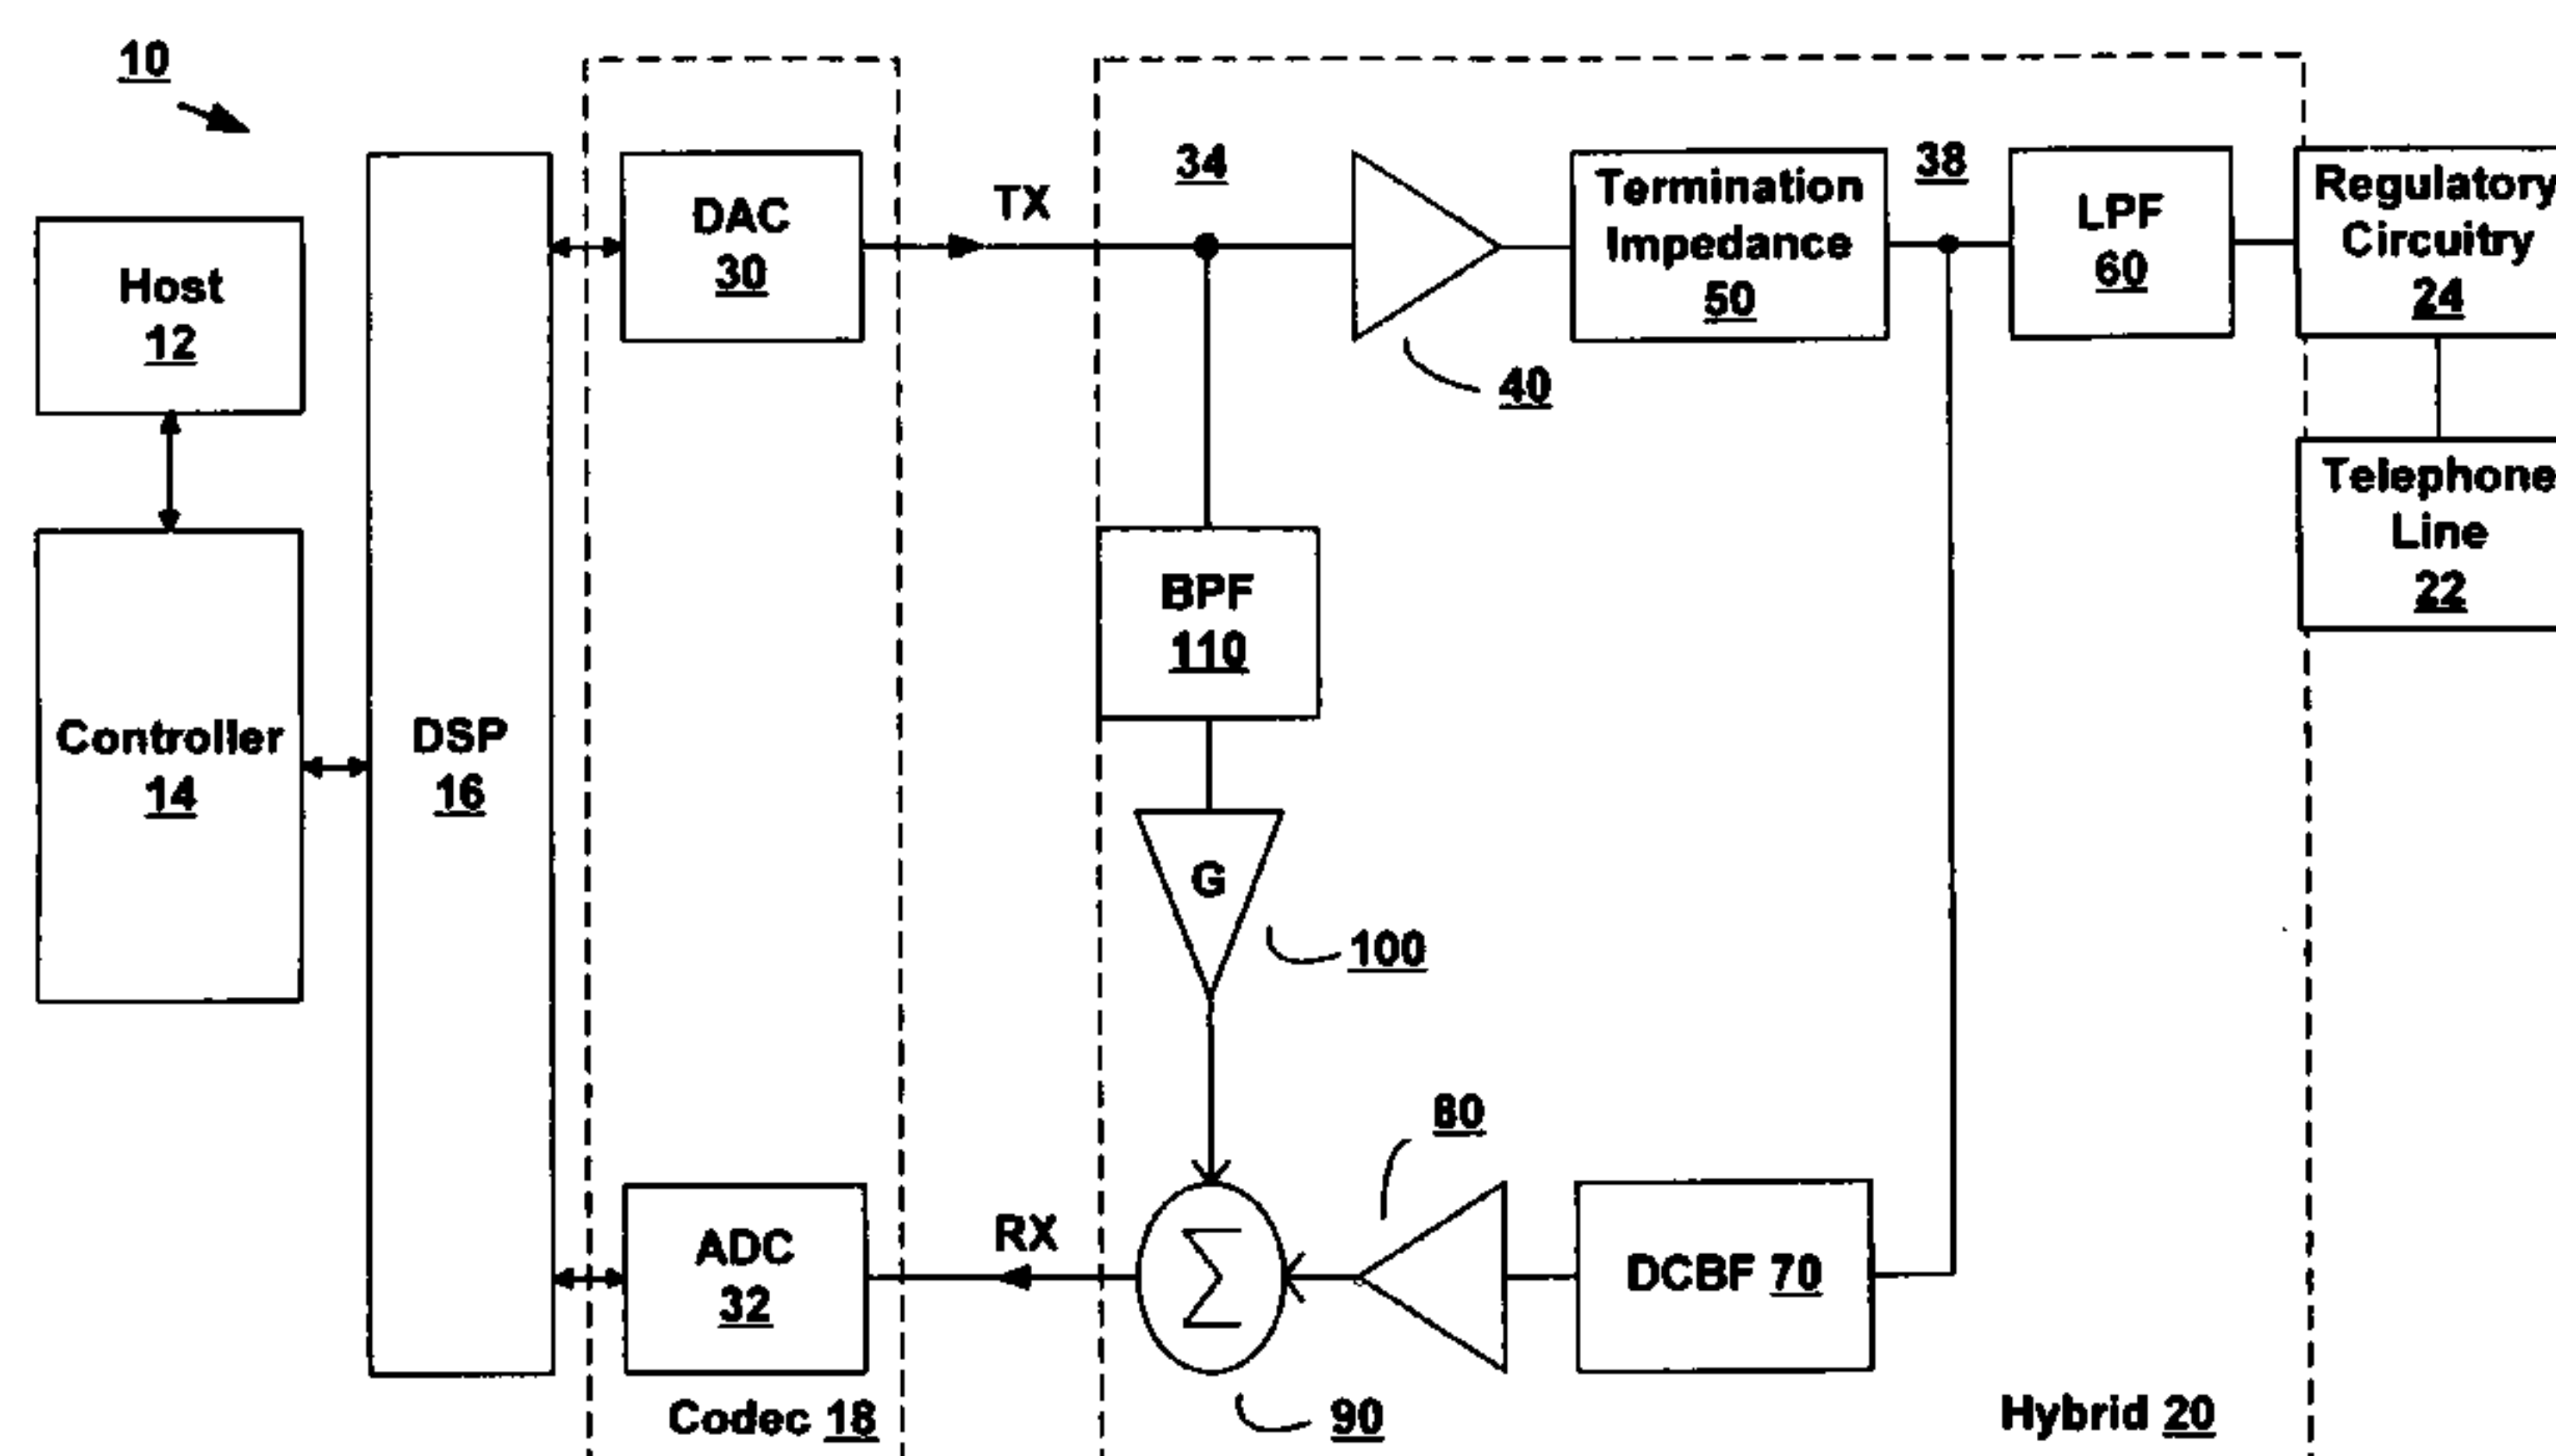 10
Host
12
Controller
14
DSP
16
DAC
30
TX
34
40
Termination
Impedance
50
38
LPF
60
Regulatory
Circuitry
24
Telephone
Line
22
BPF
110
G
100
80
ADC
32
RX
Σ
90
DCBF 70
Codec 18
Hybrid 20